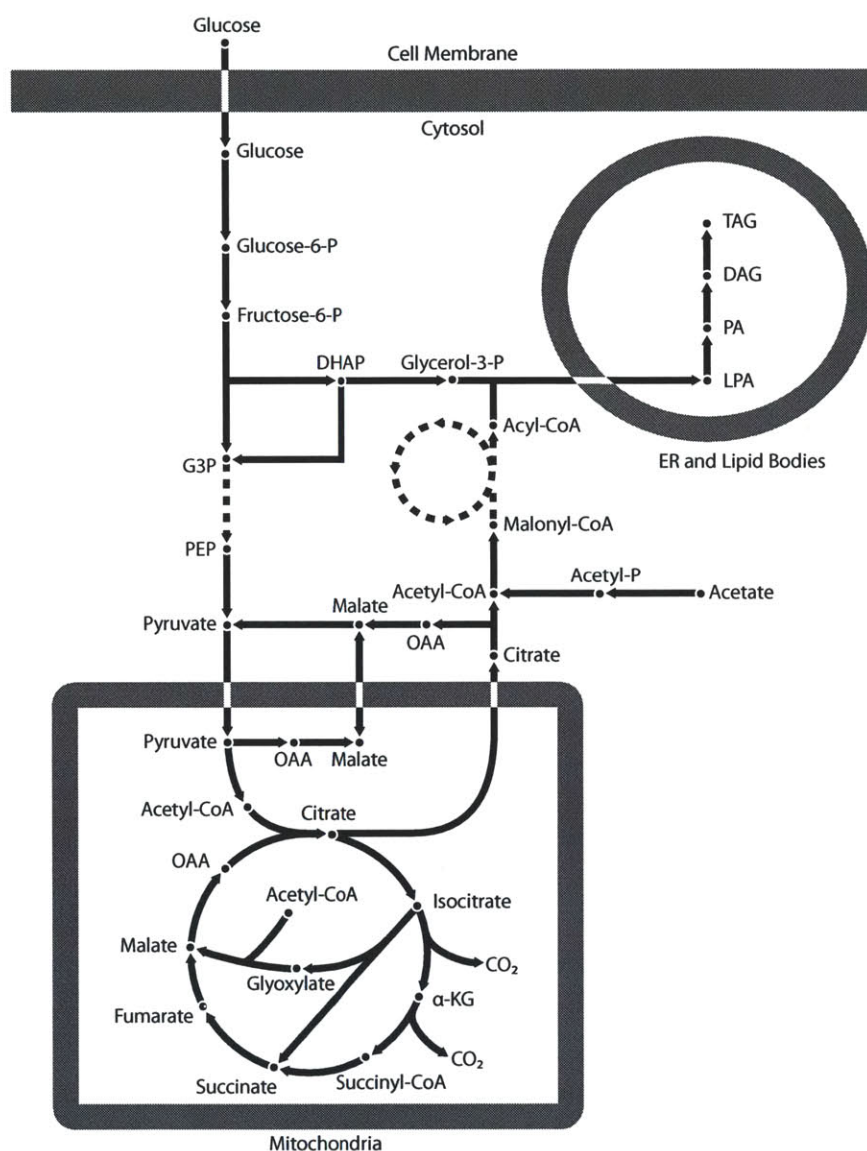 Glucose
Cell Membrane
Cytosol
Glucose
Glucose-6-P
Fructose-6-P
DHAP
Glycerol-3-P
G3P
PEP
TAG
DAG
PA
LPA
ER and Lipid Bodies
Acyl-CoA
Malonyl-CoA
Acetyl-CoA
Acetyl-P
Acetate
Pyruvate
Malate
OAA
Citrate
Pyruvate
OAA
Malate
Acetyl-CoA
Citrate
OAA
Acetyl-CoA
Isocitrate
Malate
Glyoxylate
CO₂
Fumarate
α-KG
CO₂
Succinate
Succinyl-CoA
Mitochondria